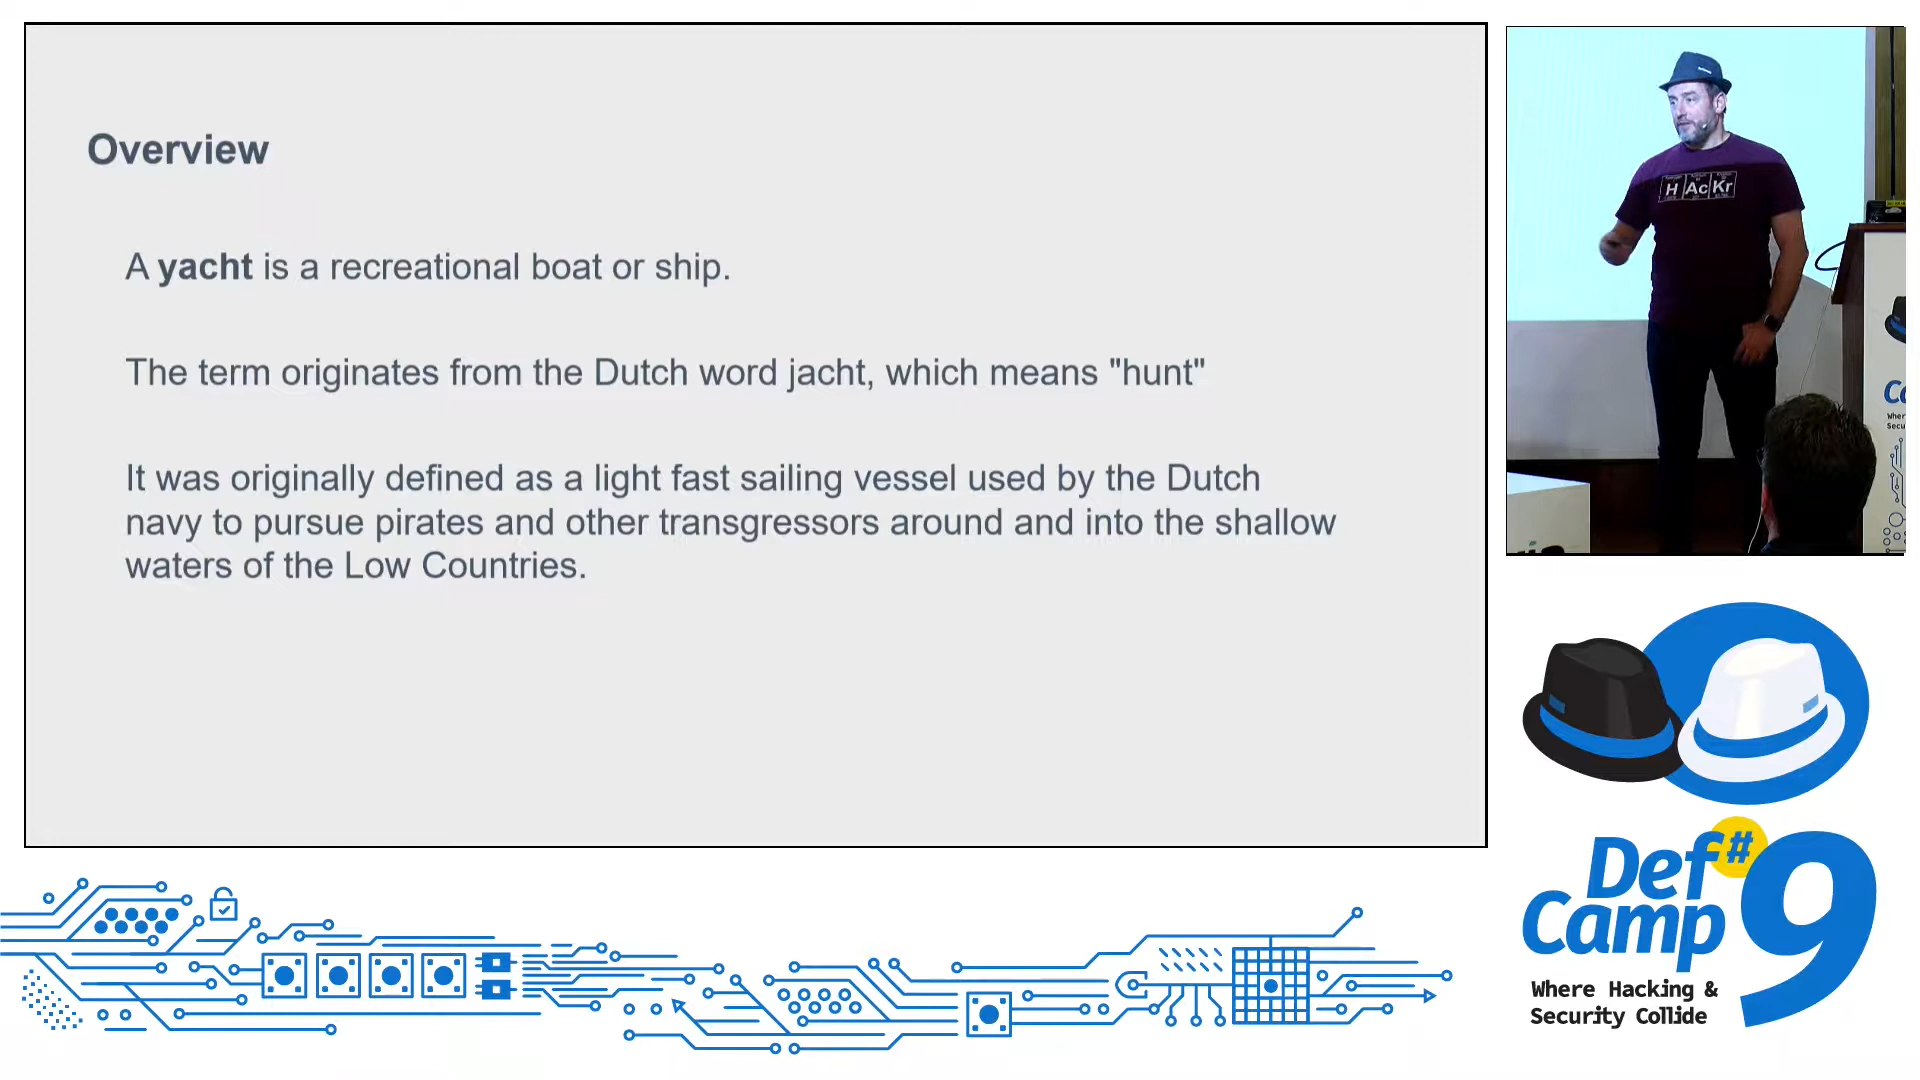 Overview
A yacht is a recreational boat or ship.
The term originates from the Dutch word jacht, which means "hunt"
It was originally defined as a light fast sailing vessel used by the Dutch
navy to pursue pirates and other transgressors around and into the shallow
waters of the Low Countries.
H Ac Kr
Def
Camp
#9
Where Hacking &
Security Collide